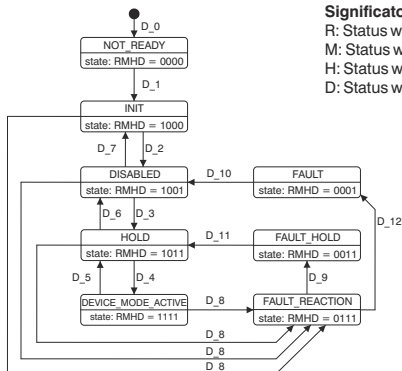 D_0
Significato
NOT_READY
state: RMHD = 0000
R: Status w
M: Status w
H: Status w
D: Status w
D_1
INIT
state: RMHD = 1000
D_7
D_2
DISABLED
state: RMHD = 1001
D_10
FAULT
state: RMHD = 0001
D_6
D_3
D_12
HOLD
state: RMHD = 1011
D_11
FAULT_HOLD
state: RMHD = 0011
D_5
D_4
D_9
DEVICE_MODE_ACTIVE
state: RMHD = 1111
D_8
FAULT_REACTION
state: RMHD = 0111
D_8
D_8
D_8